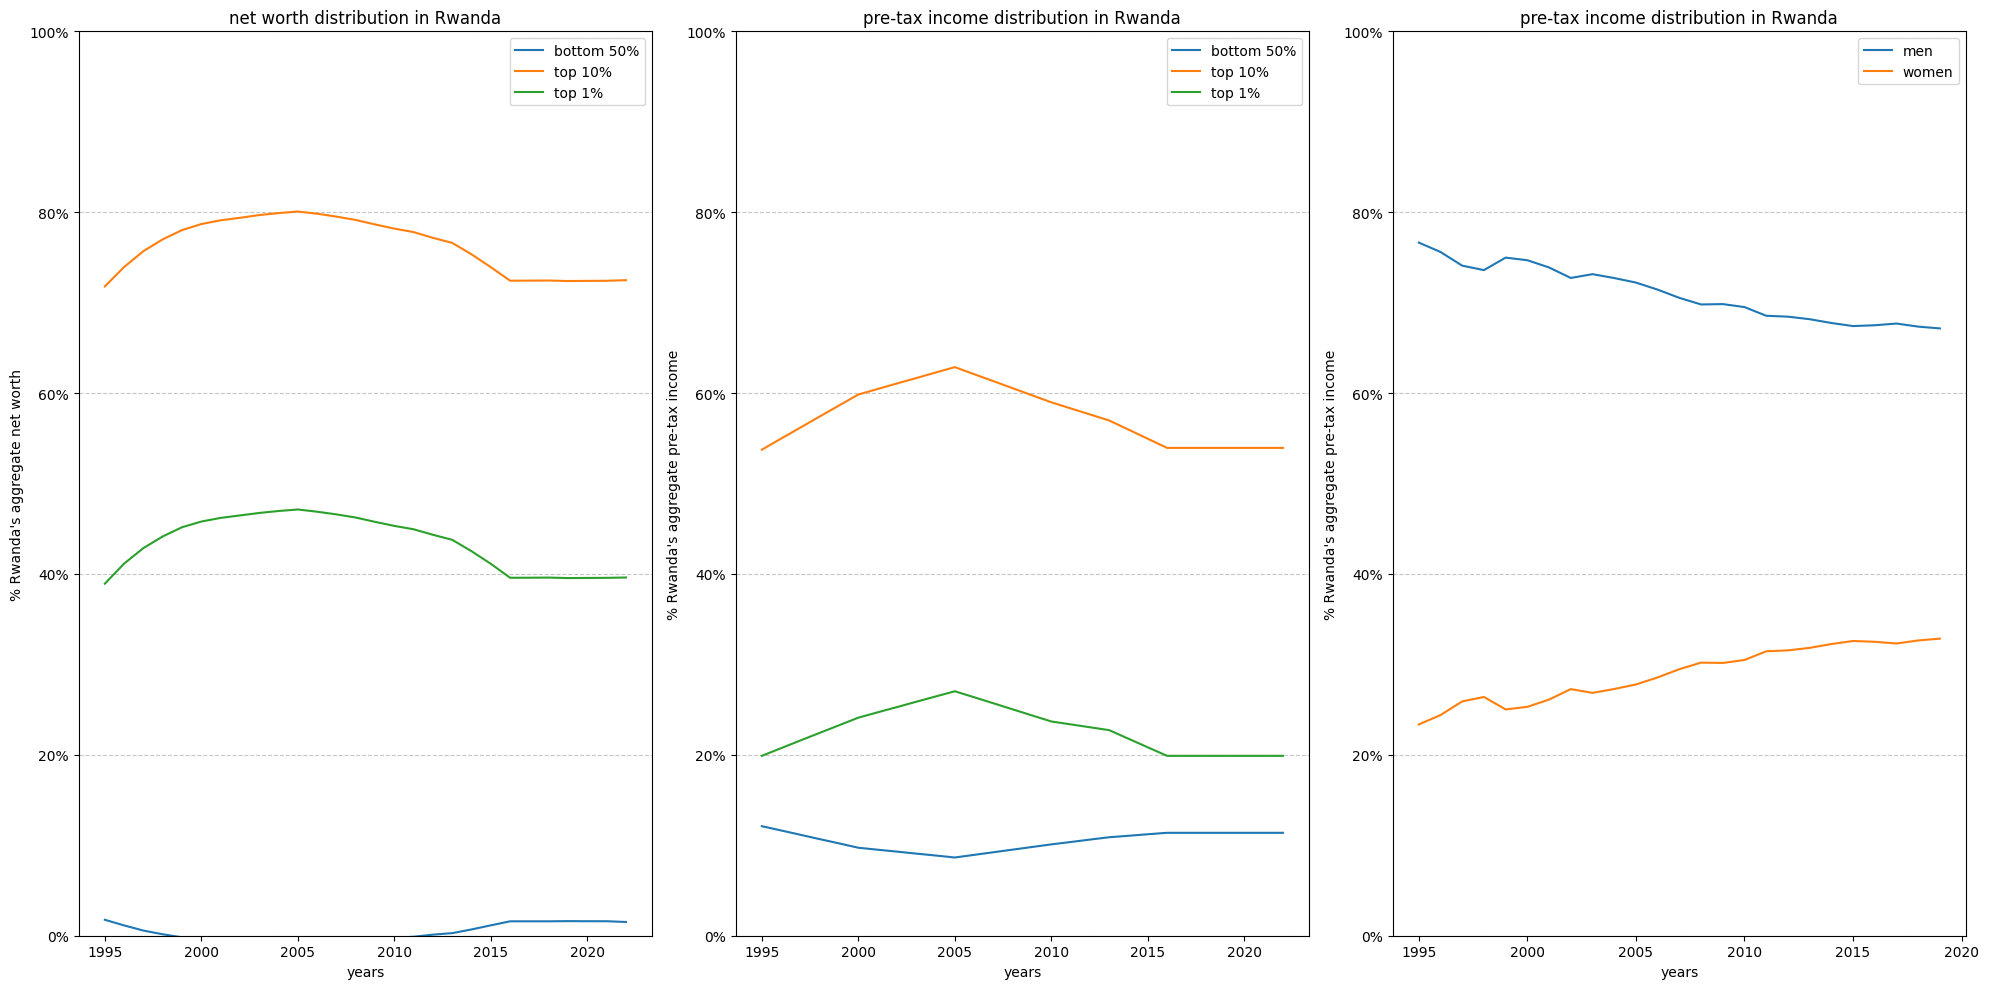 net worth distribution in Rwanda
% Rwanda's aggregate net worth
100%
80%
60%
40%
20%
0%
bottom 50%
top 10%
top 1%
1995 2000 2005 2010 2015 2020
years
pre-tax income distribution in Rwanda
% Rwanda's aggregate pre-tax income
100%
80%
60%
40%
20%
0%
bottom 50%
top 10%
top 1%
1995 2000 2005 2010 2015 2020
years
pre-tax income distribution in Rwanda
% Rwanda's aggregate pre-tax income
100%
80%
60%
40%
20%
0%
men
women
1995 2000 2005 2010 2015 2020
years